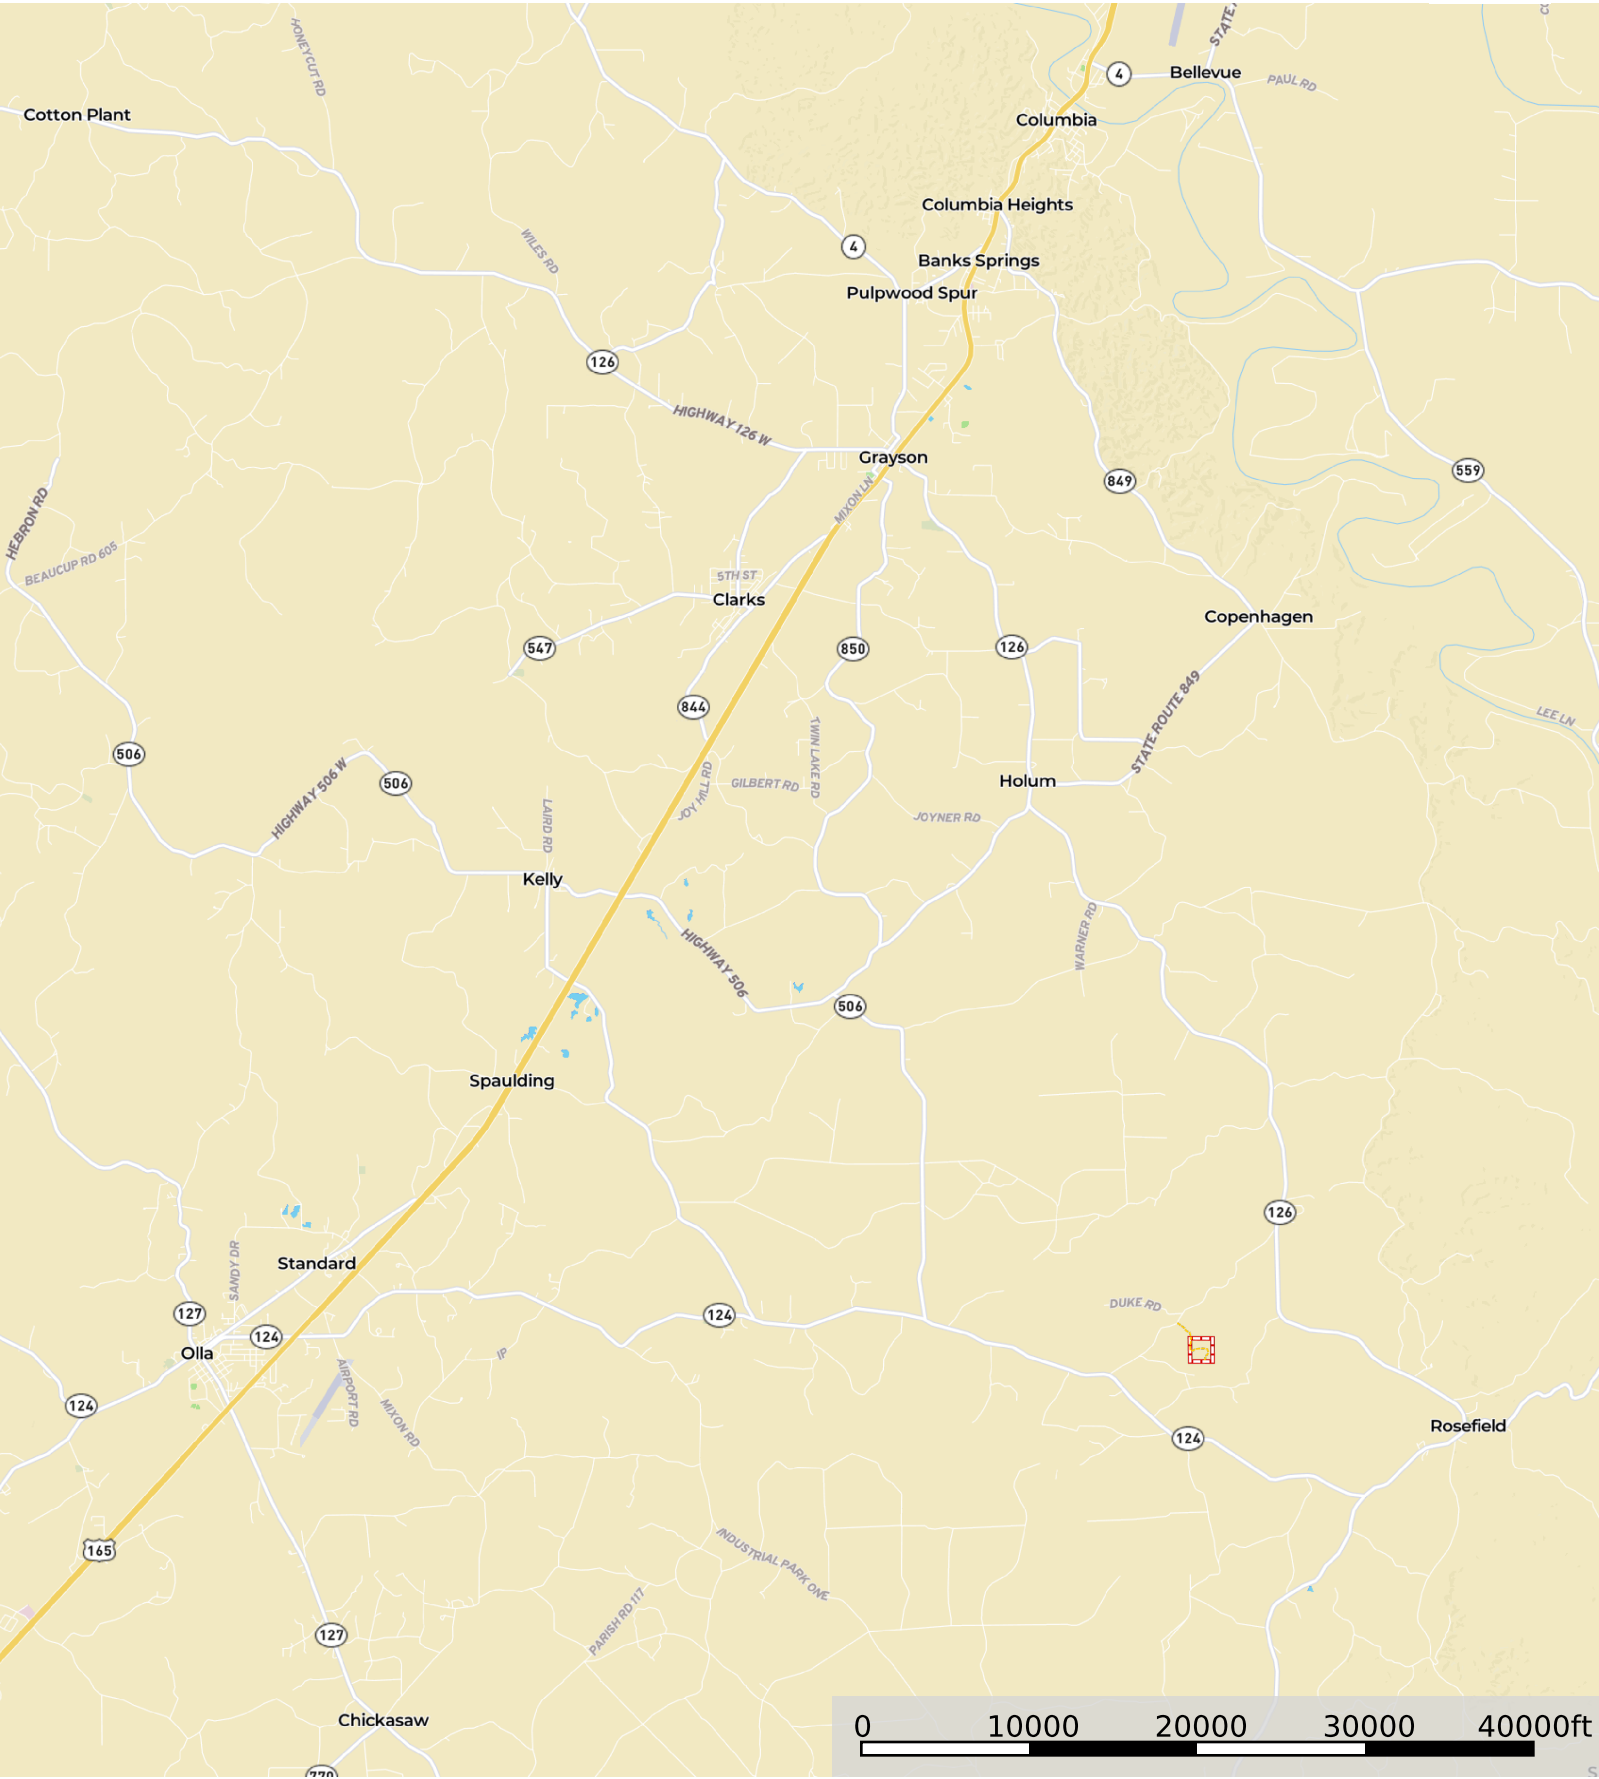 HONEYCUT RD
STATE
4
Bellevue
PAUL RD
Cotton Plant
Columbia
Columbia Heights
WILES RD
4
Banks Springs
Pulpwood Spur
126
HIGHWAY 126 W
Grayson
559
849
MIXON LN
HEBRON RD
BEAUCUP RD 605
5TH ST
Clarks
Copenhagen
547
850
126
844
STATE ROUTE 849
LEE LN
506
TWIN LAKE RD
HIGHWAY 506 W
506
JOY HILL RD
GILBERT RD
Holum
LAIRD RD
JOYNER RD
Kelly
WARNER RD
HIGHWAY 506
506
Spaulding
126
SANDY DR
Standard
DUKE RD
127
124
124
Olla
IP
AIRPORT RD
124
MIXON RD
Rosefield
124
165
INDUSTRIAL PARK ONE
PARISH RD 117
127
Chickasaw
0 10000 20000 30000 40000ft
770